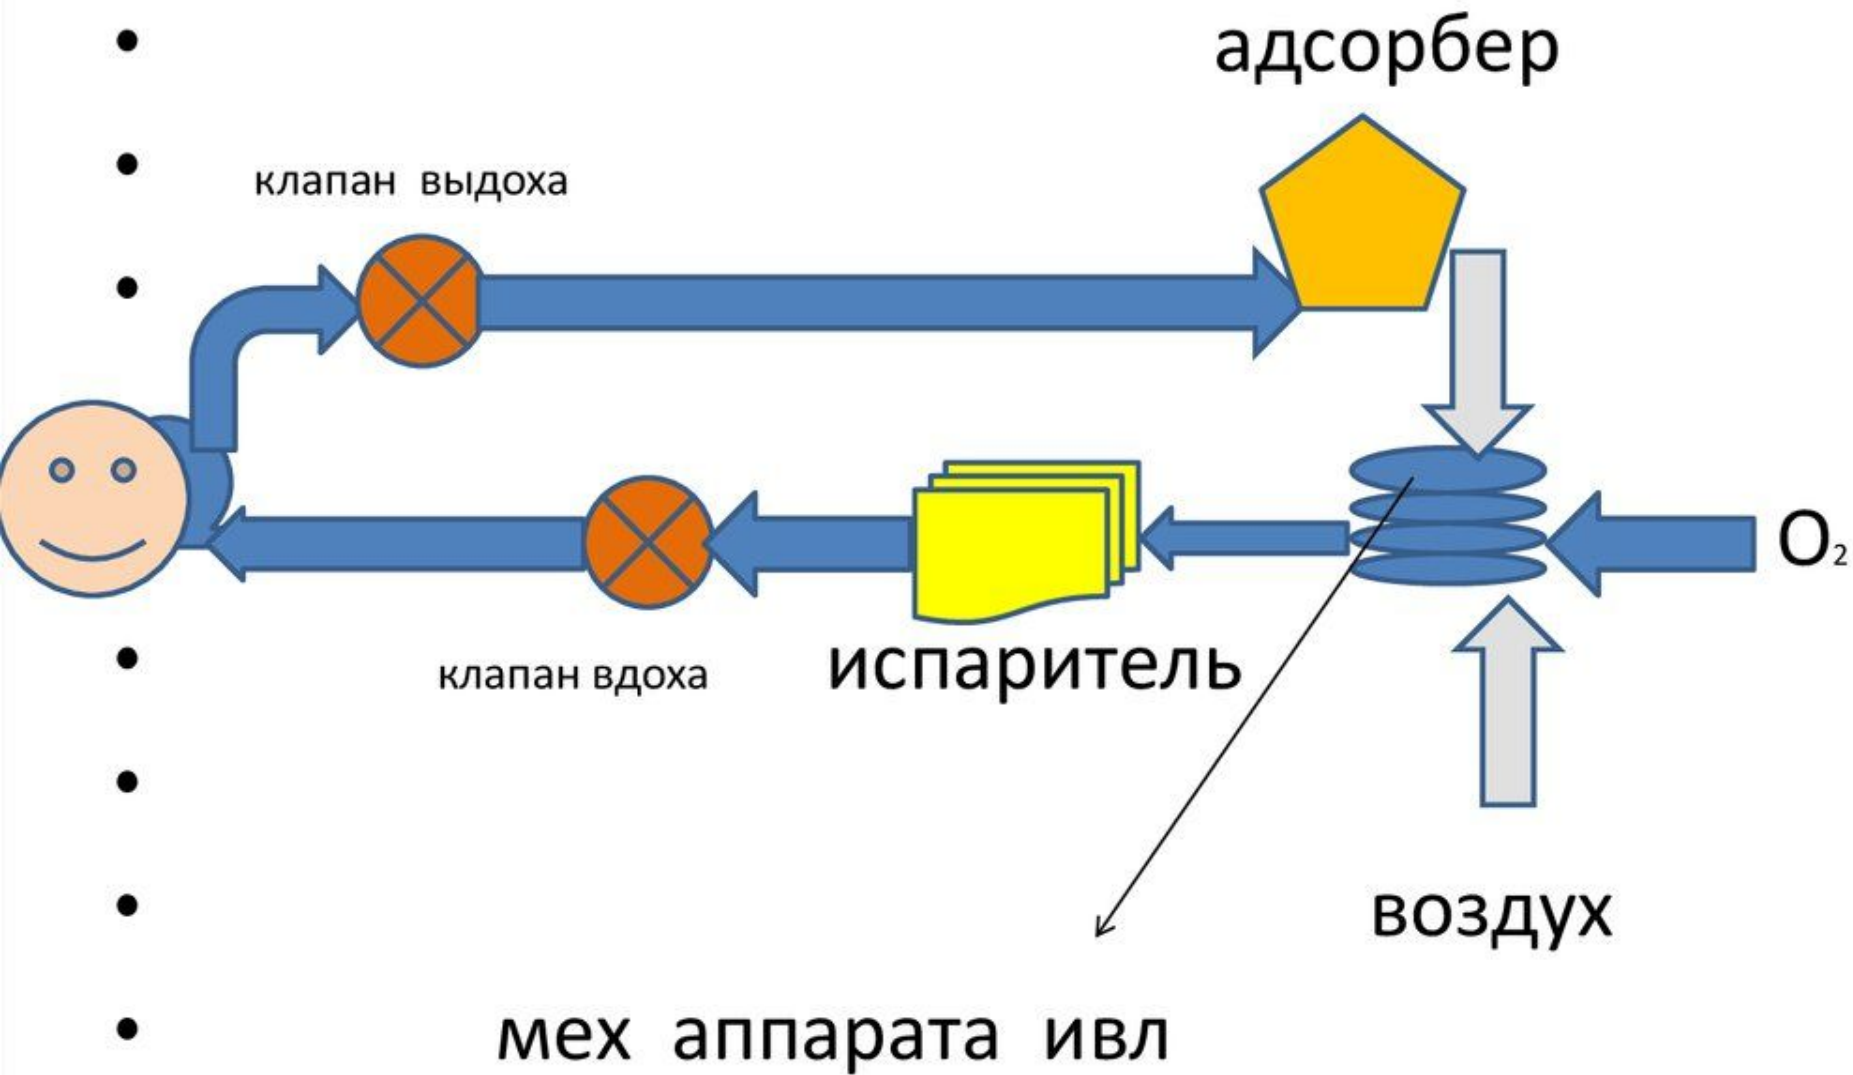 адсорбер
клапан выдоха
O₂
клапан вдоха
испаритель
воздух
мех аппарата ивл